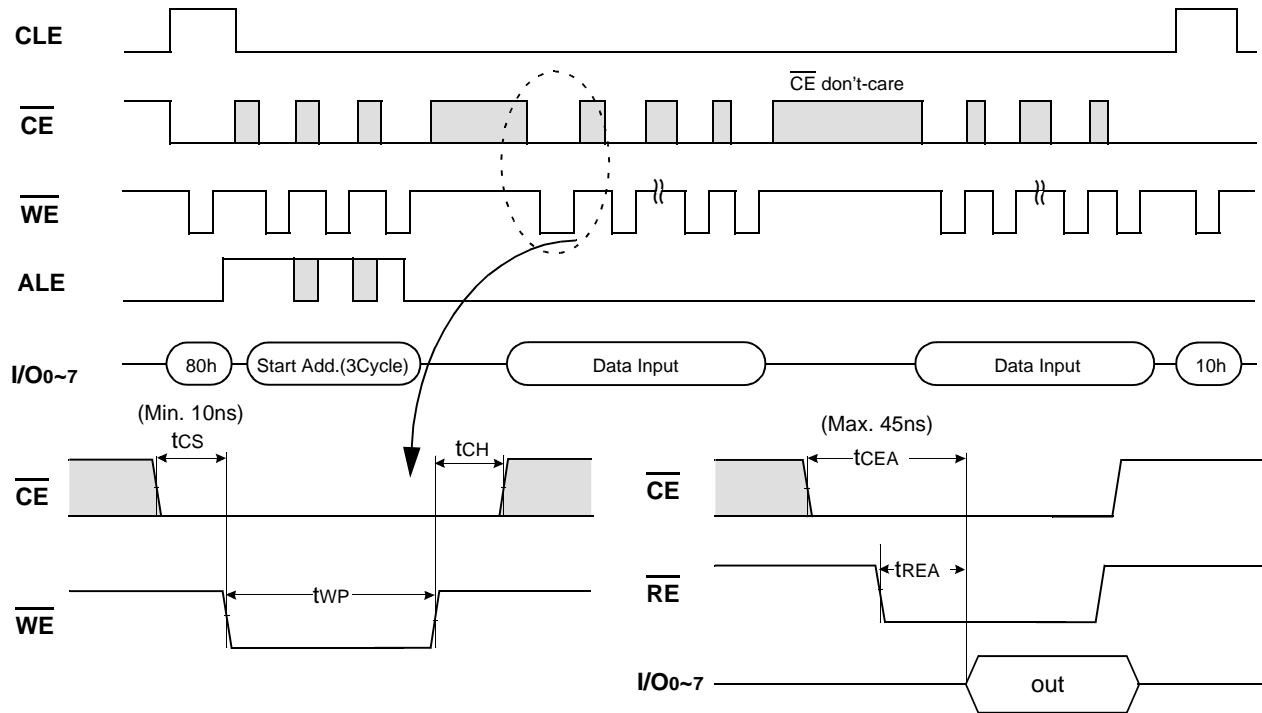 CLE
CE don't-care
CE
WE
ALE
I/O0~7
80h
Start Add.(3Cycle)
Data Input
Data Input
10h
(Min. 10ns)
tCS
tCH
CE
tWP
WE
(Max. 45ns)
tCEA
CE
tREA
RE
I/O0~7
out